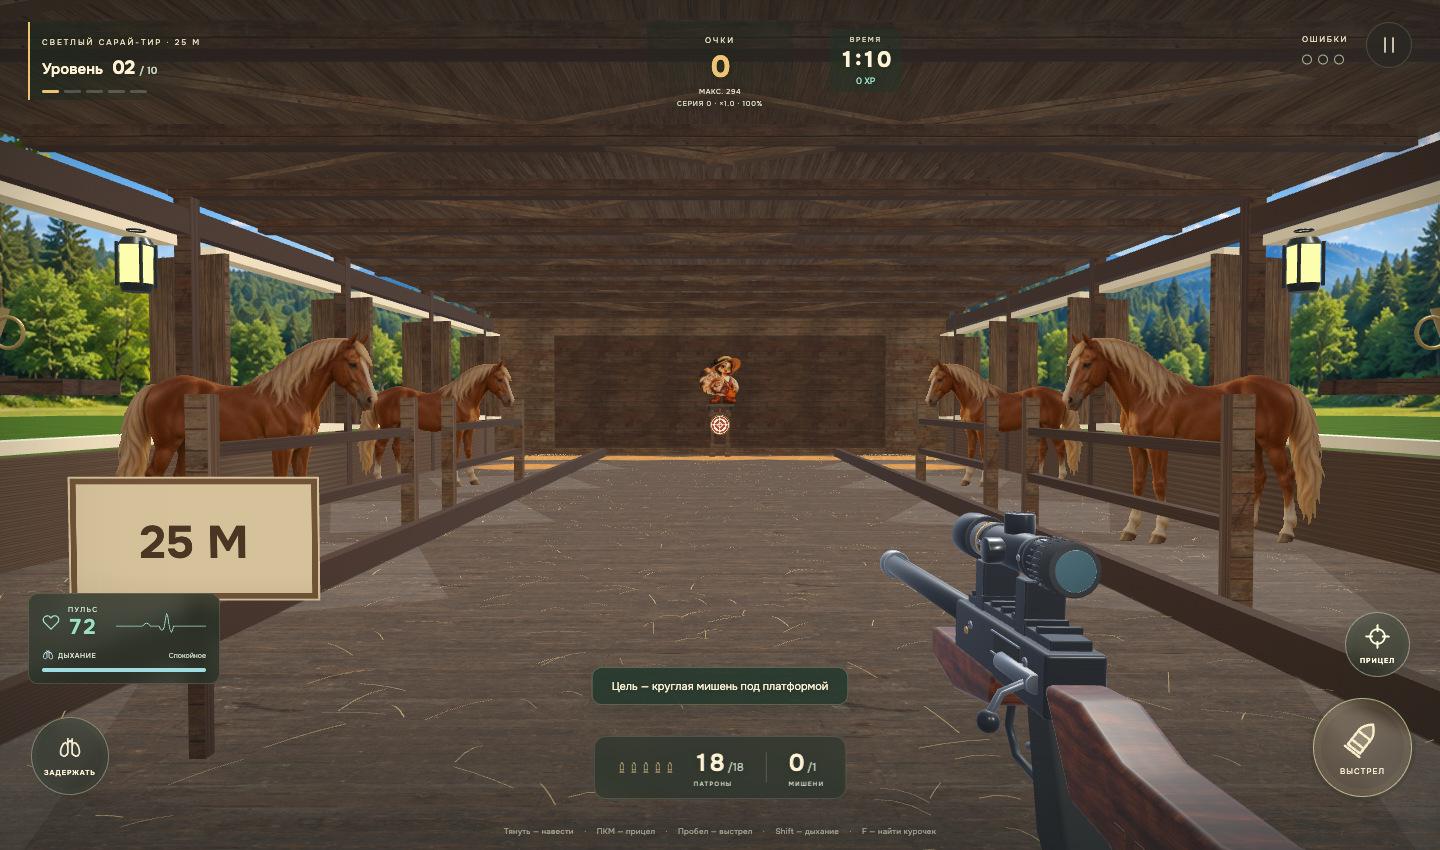 СВЕТЛЫЙ САРАЙ-ТИР · 25 М
Уровень 02 / 10
ОЧКИ
0
МАКС. 294
СЕРИЯ 0 · ×1.0 · 100%
ВРЕМЯ
1:10
0 XP
ОШИБКИ
25 М
ПУЛЬС
72
ДЫХАНИЕ Спокойное
ЗАДЕРЖАТЬ
Цель — круглая мишень под платформой
18 /18
ПАТРОНЫ
0 /1
МИШЕНИ
ПРИЦЕЛ
ВЫСТРЕЛ
Тянуть — навести · ПКМ — прицел · Пробел — выстрел · Shift — дыхание · F — найти курочек